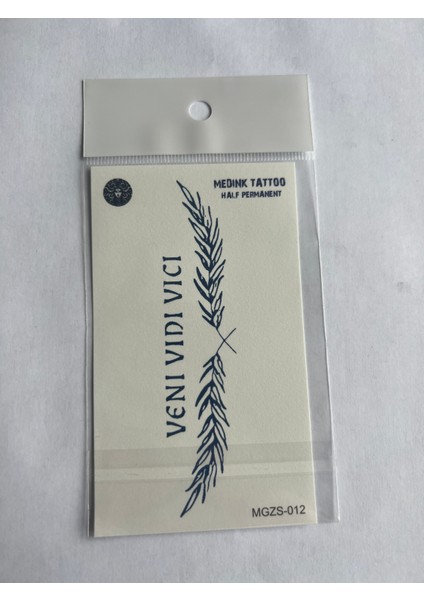 MEDINK TATTOO
HALF PERMANENT
VENI VIDI VICI
MGZS-012